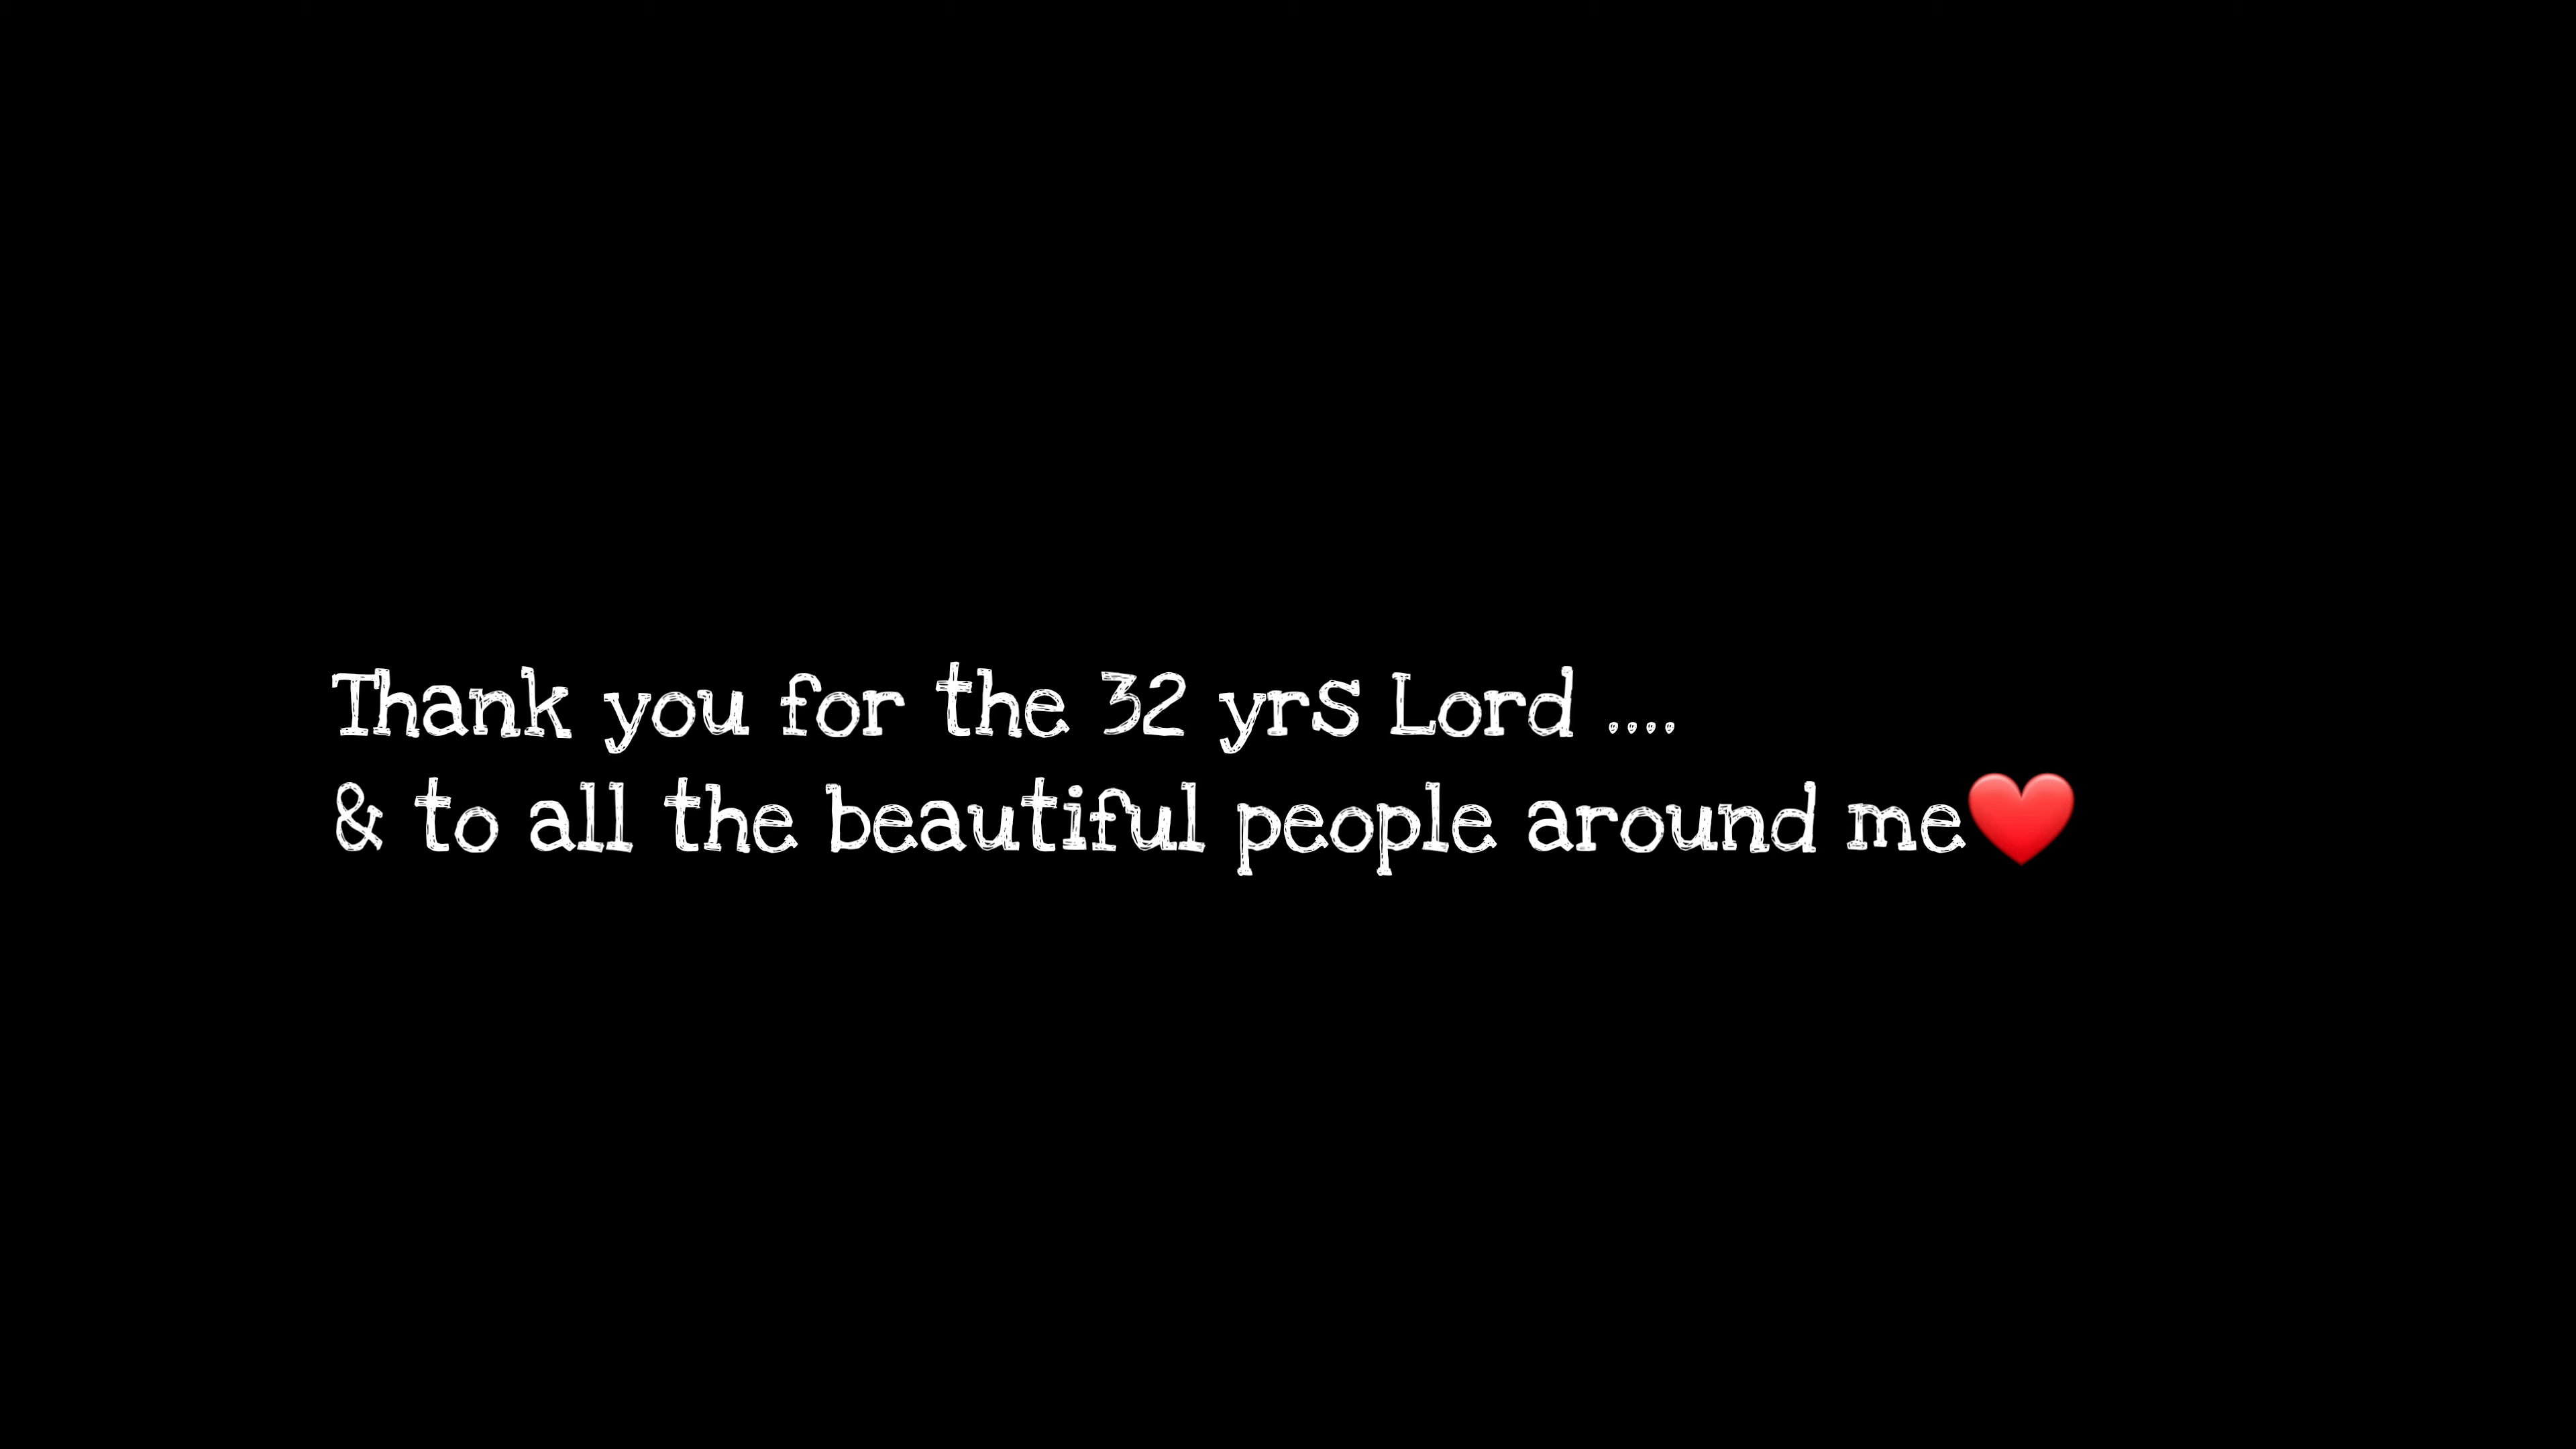 Thank you for the 32 yrs Lord ....
& to all the beautiful people around me❤️